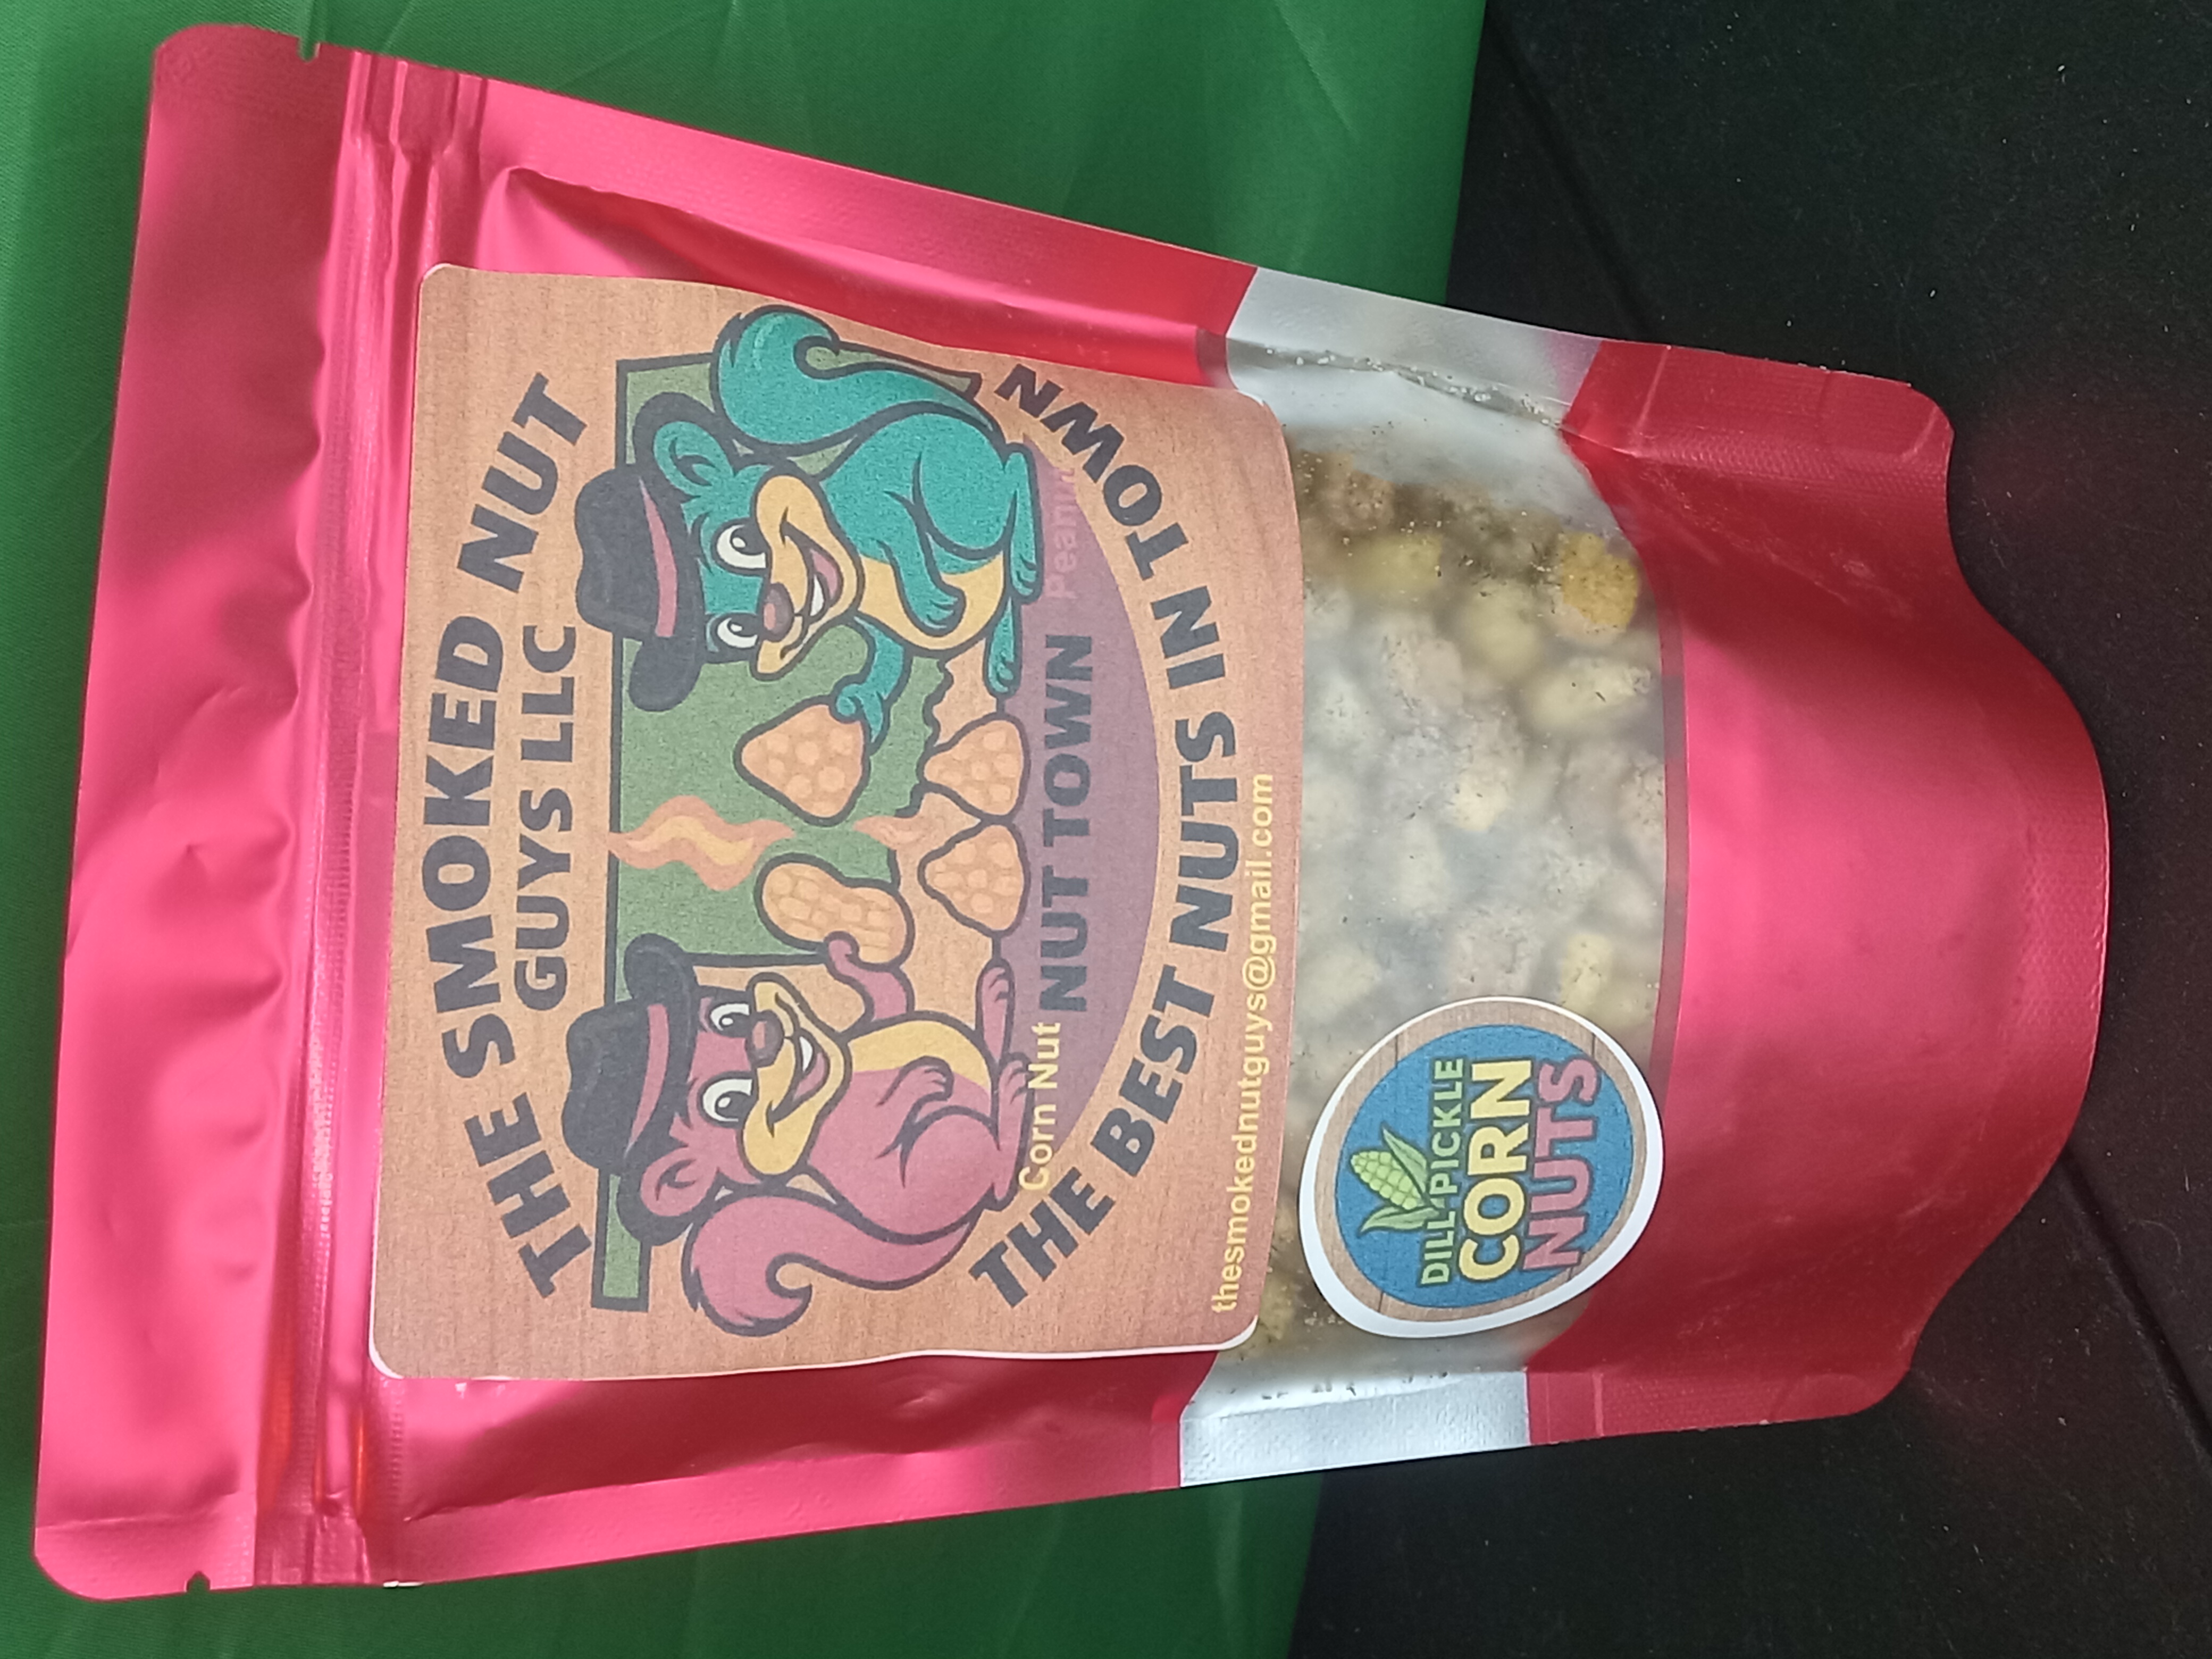 THE SMOKED NUT
GUYS LLC
Corn Nut
NUT TOWN
Peanut
THE BEST NUTS IN TOWN
thesmokednutguys@gmail.com
DILL PICKLE
CORN
NUTS